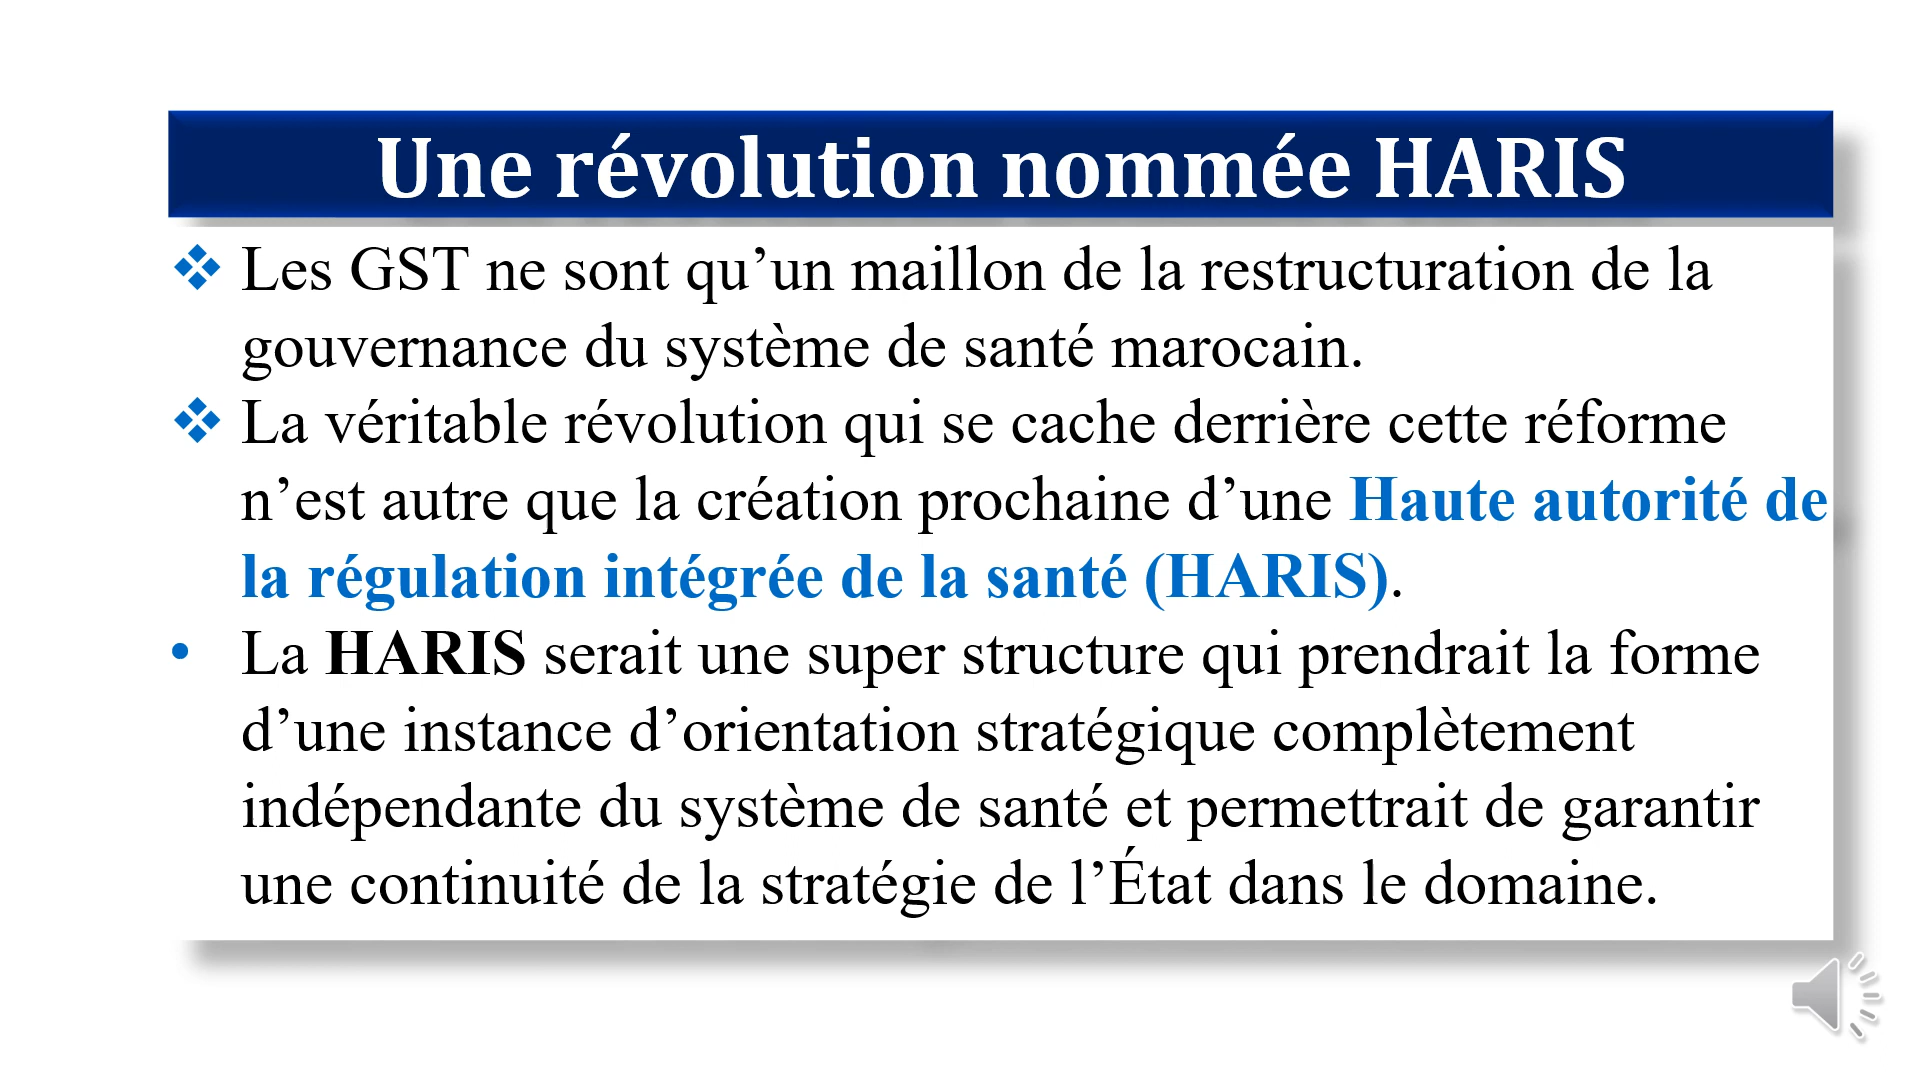 Une révolution nommée HARIS
❖ Les GST ne sont qu’un maillon de la restructuration de la
gouvernance du système de santé marocain.
❖ La véritable révolution qui se cache derrière cette réforme
n’est autre que la création prochaine d’une Haute autorité de
la régulation intégrée de la santé (HARIS).
• La HARIS serait une super structure qui prendrait la forme
d’une instance d’orientation stratégique complètement
indépendante du système de santé et permettrait de garantir
une continuité de la stratégie de l’État dans le domaine.